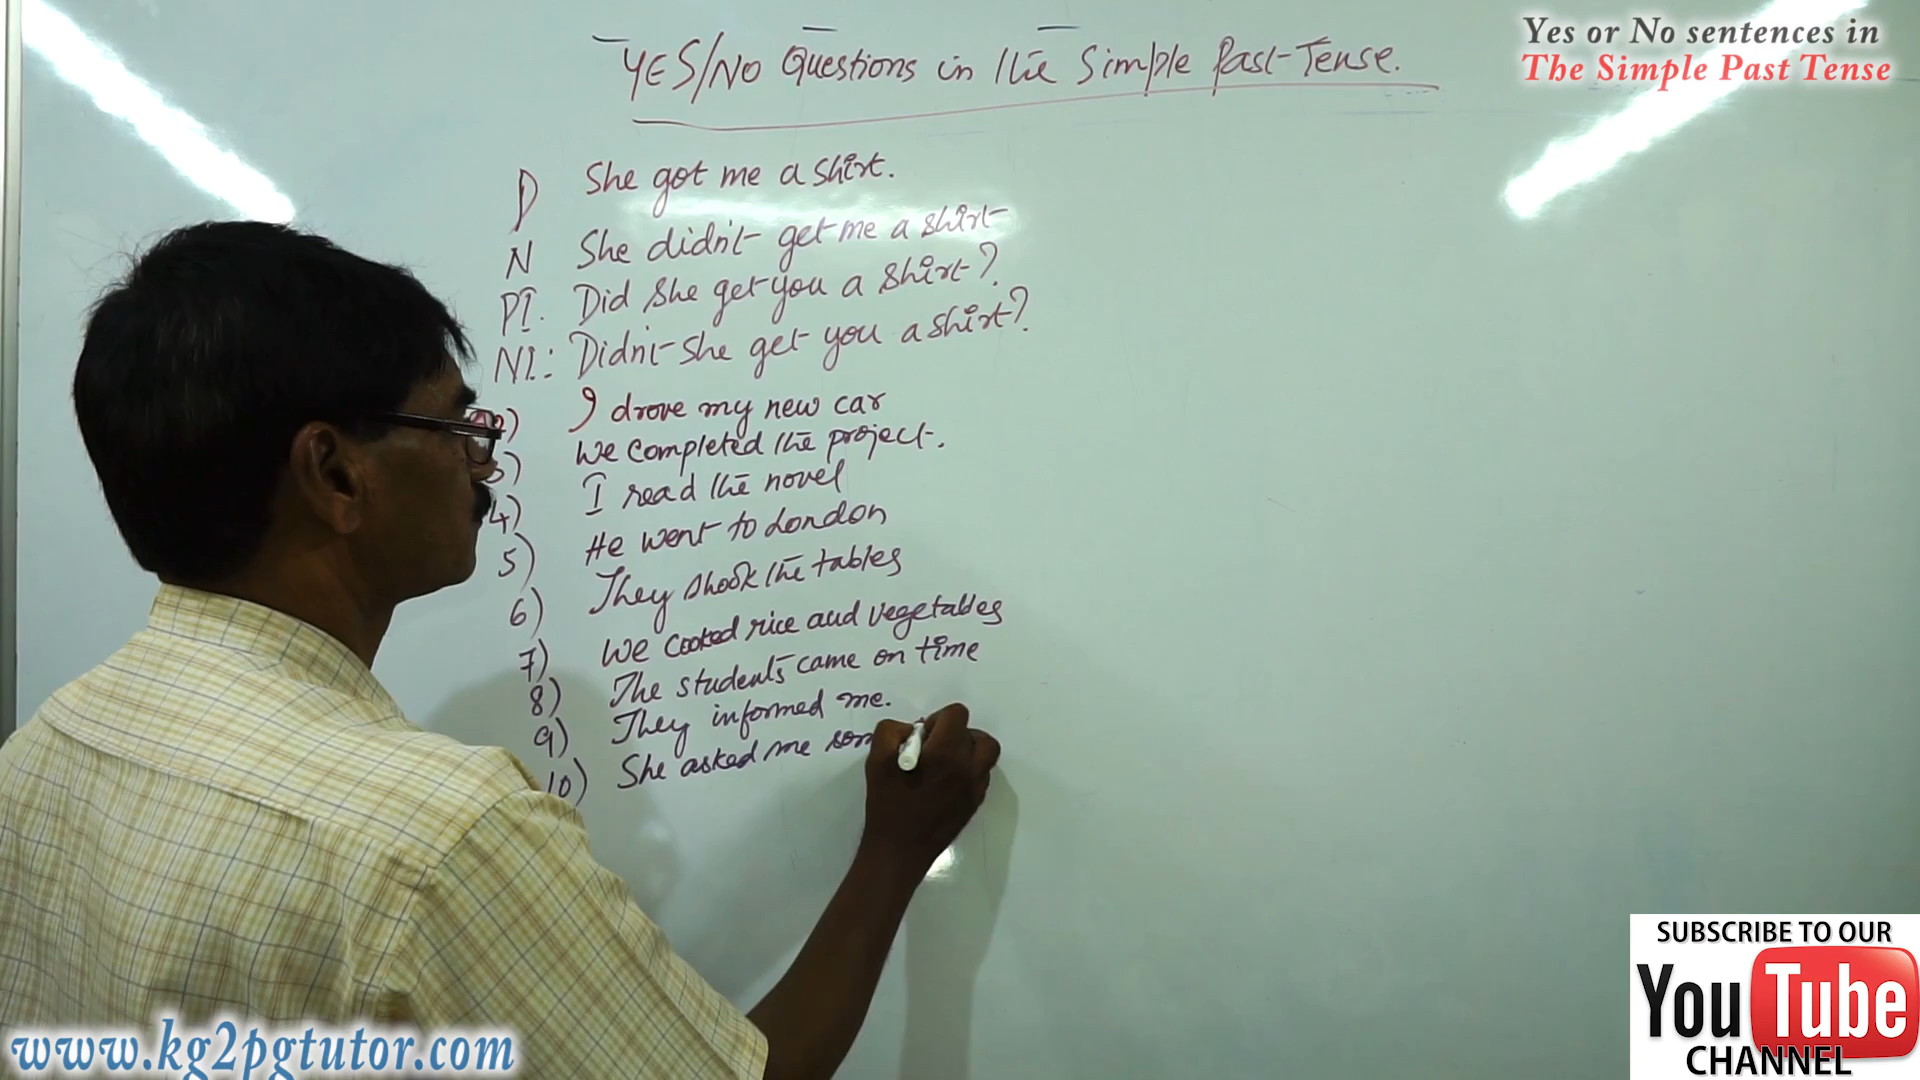 YES/NO Questions in the Simple Past Tense.
Yes or No sentences in
The Simple Past Tense
She got me a shirt.
N She didn't get me a shirt
PI. Did she get you a shirt?
NI: Didn't she get you a shirt?
2) I drove my new car
3) We completed the project.
4) I read the novel
5) He went to London
6) They shook the tables
7) We cooked rice and vegetables
8) The students came on time
9) They informed me.
10) She asked me som
SUBSCRIBE TO OUR
YouTube
CHANNEL
www.kg2pgtutor.com